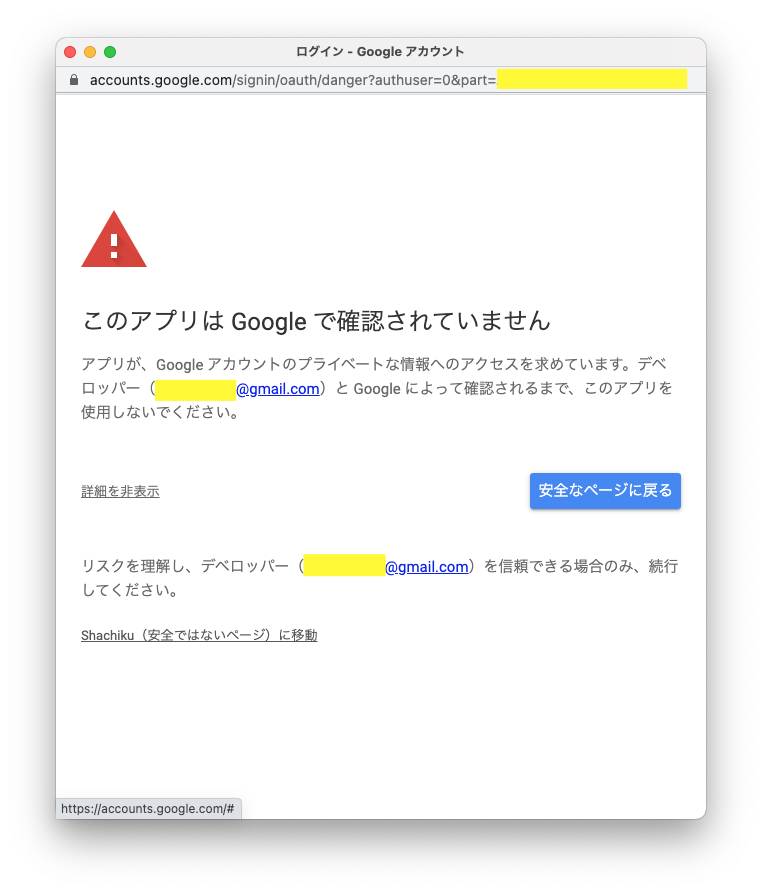 ログイン - Google アカウント
accounts.google.com/signin/oauth/danger?authuser=0&part=
このアプリは Google で確認されていません
アプリが、Google アカウントのプライベートな情報へのアクセスを求めています。デベ
ロッパー（@gmail.com）と Google によって確認されるまで、このアプリを
使用しないでください。
詳細を非表示
安全なページに戻る
リスクを理解し、デベロッパー（@gmail.com）を信頼できる場合のみ、続行
してください。
Shachiku（安全ではないページ）に移動
https://accounts.google.com/#